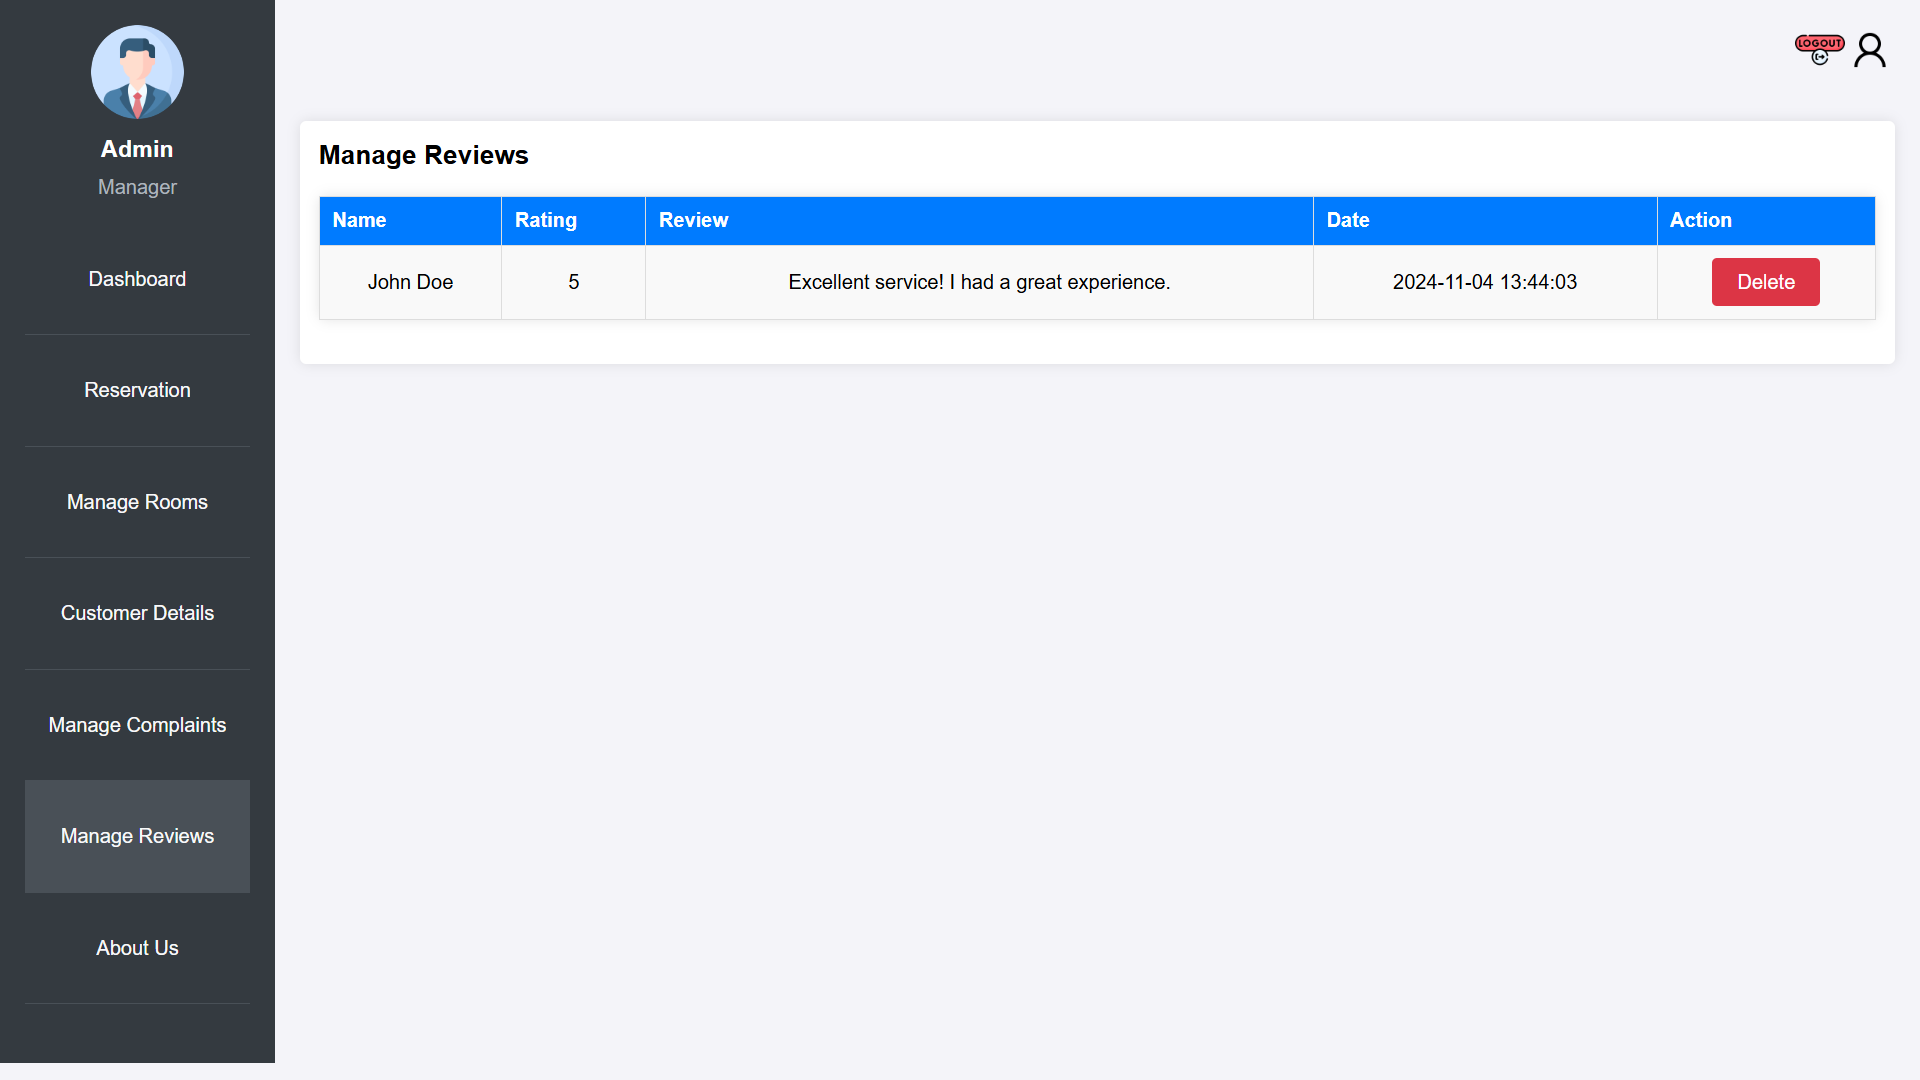 LOGOUT
Admin
Manager
Dashboard
Reservation
Manage Rooms
Customer Details
Manage Complaints
Manage Reviews
About Us
Manage Reviews
Name Rating Review Date Action
John Doe 5 Excellent service! I had a great experience. 2024-11-04 13:44:03 Delete